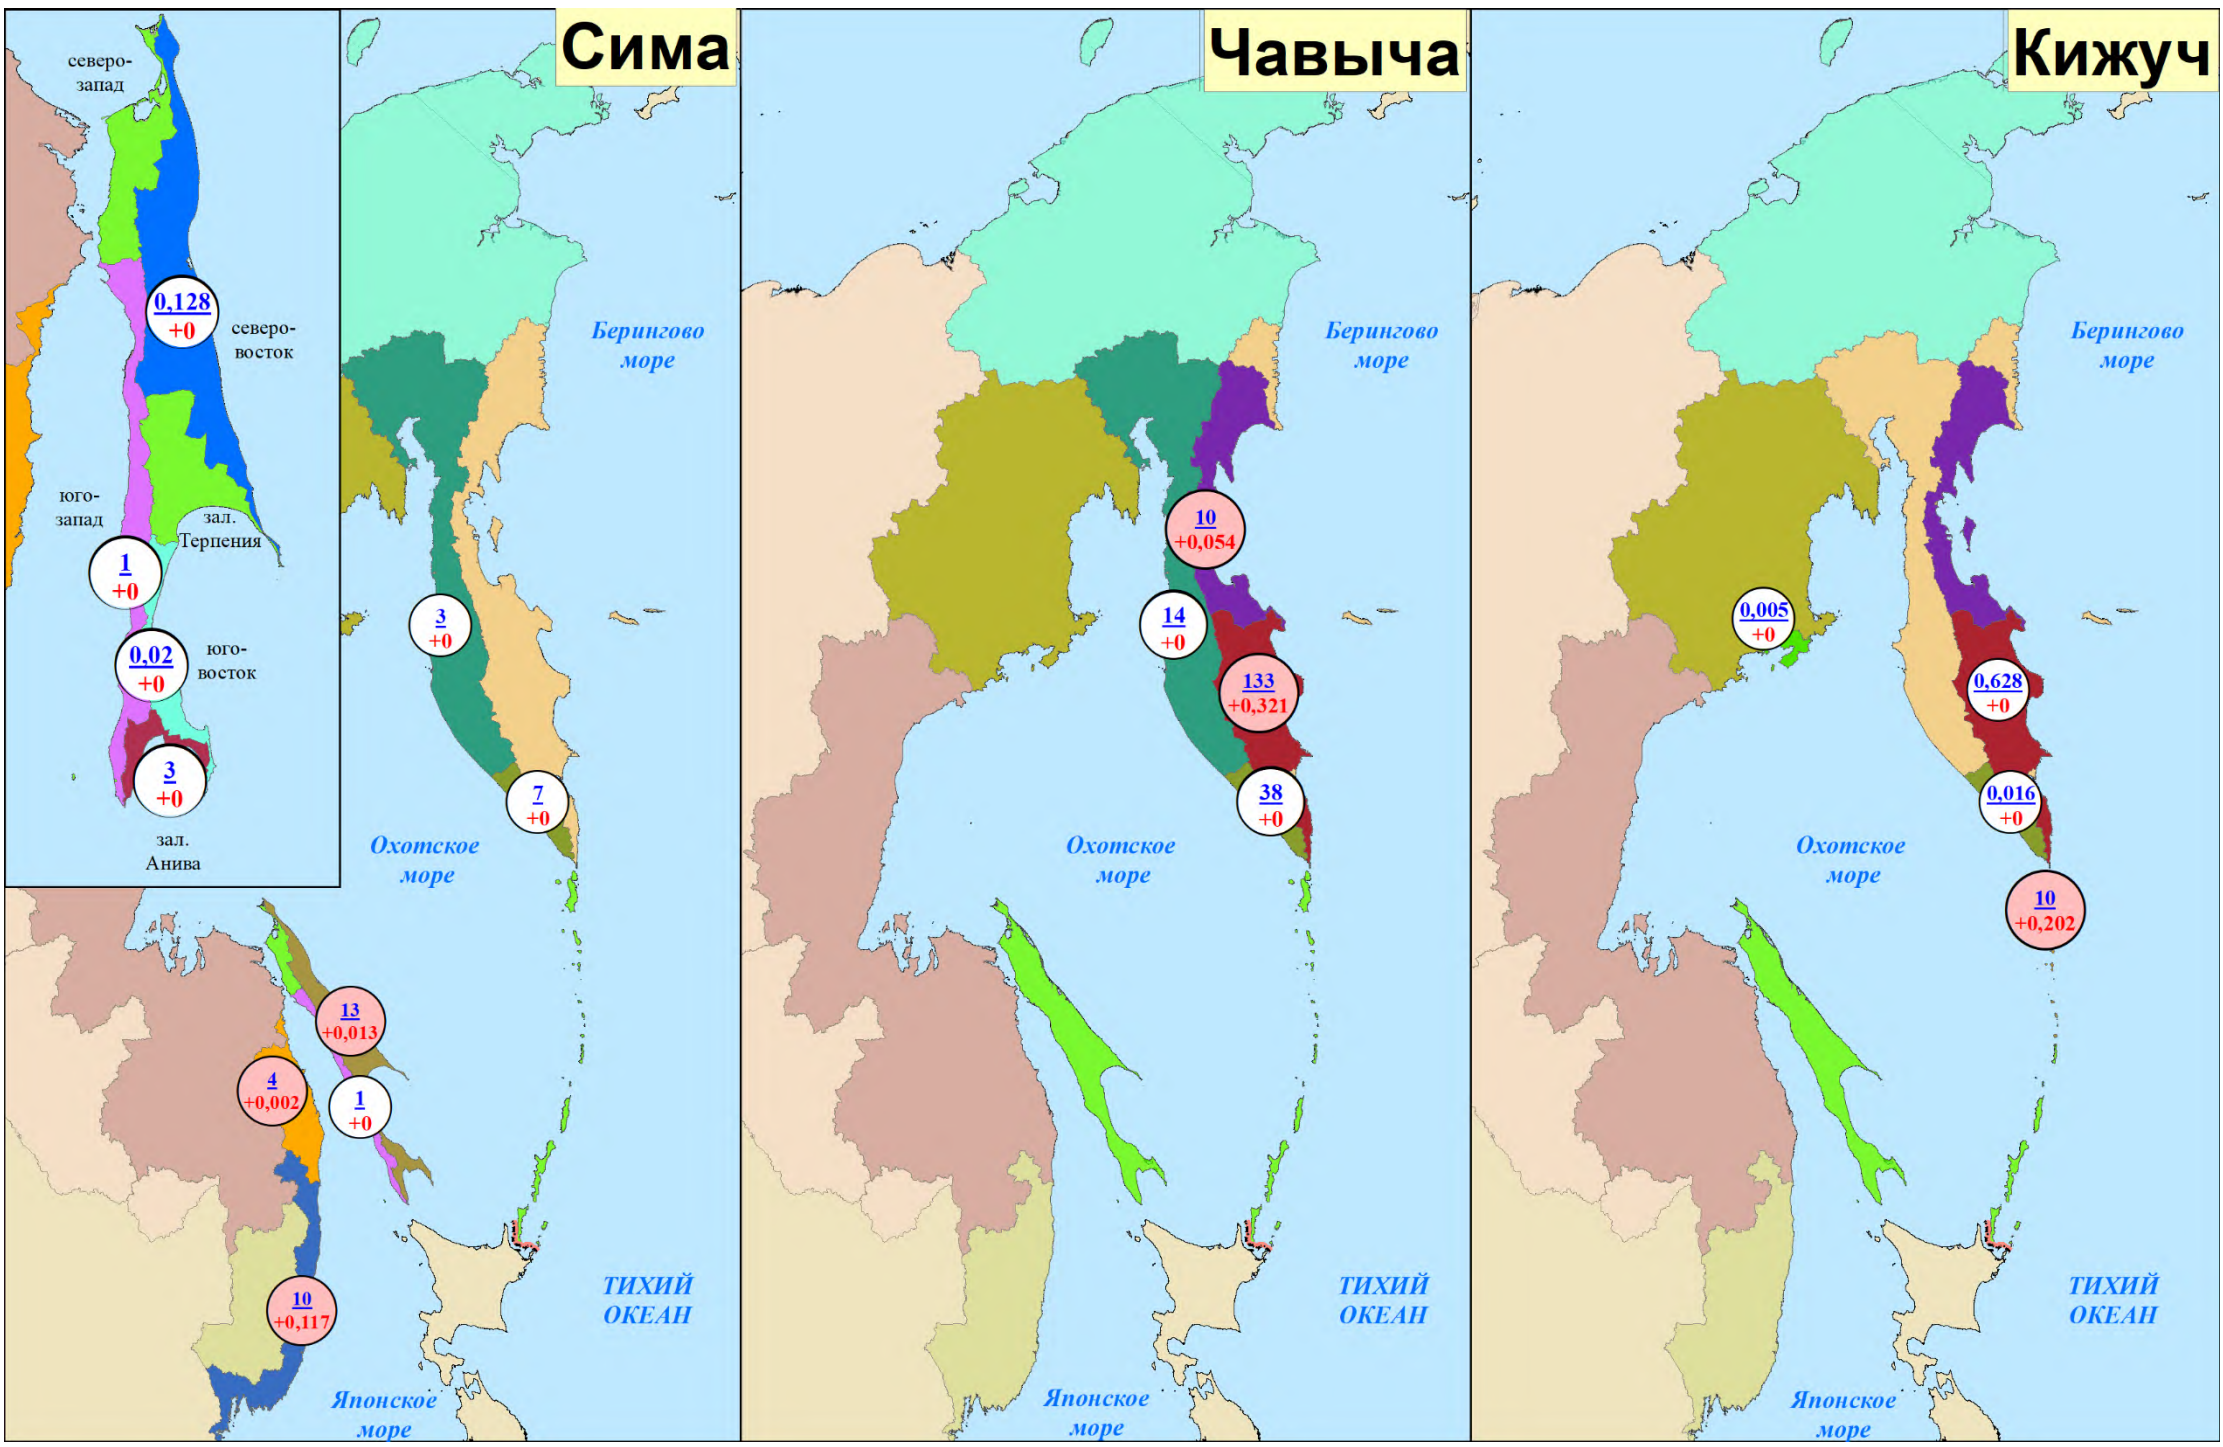 Сима
северо-
запад
0,128
+0
северо-
восток
юго-
запад
зал.
Терпения
1
+0
0,02
+0
юго-
восток
3
+0
зал.
Анива
Берингово
море
3
+0
7
+0
Охотское
море
13
+0,013
4
+0,002
1
+0
10
+0,117
ТИХИЙ
ОКЕАН
Японское
море
Чавыча
Берингово
море
10
+0,054
14
+0
133
+0,321
38
+0
Охотское
море
ТИХИЙ
ОКЕАН
Японское
море
Кижуч
Берингово
море
0,005
+0
0,628
+0
0,016
+0
Охотское
море
10
+0,202
ТИХИЙ
ОКЕАН
Японское
море